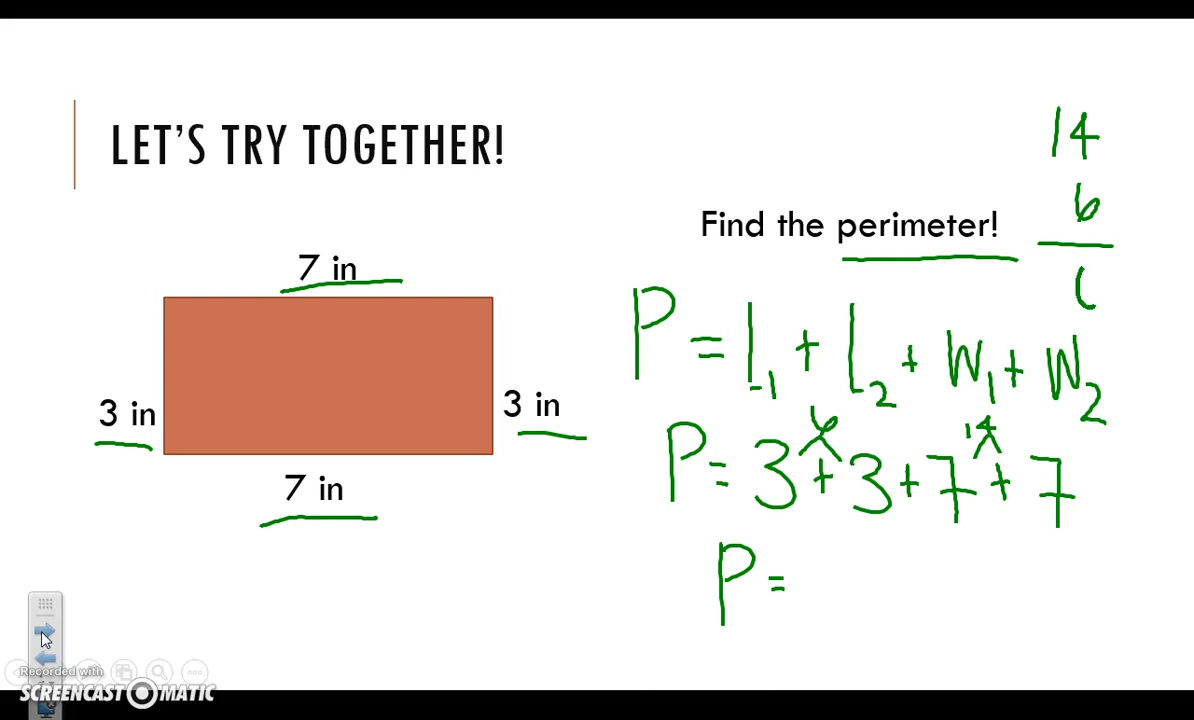 LET'S TRY TOGETHER!
14
6
Find the perimeter!
7 in
3 in
3 in
7 in
P = L1 + L2 + W1 + W2
6 14
P = 3 + 3 + 7 + 7
P =
Recorded with
SCREENCAST-O-MATIC